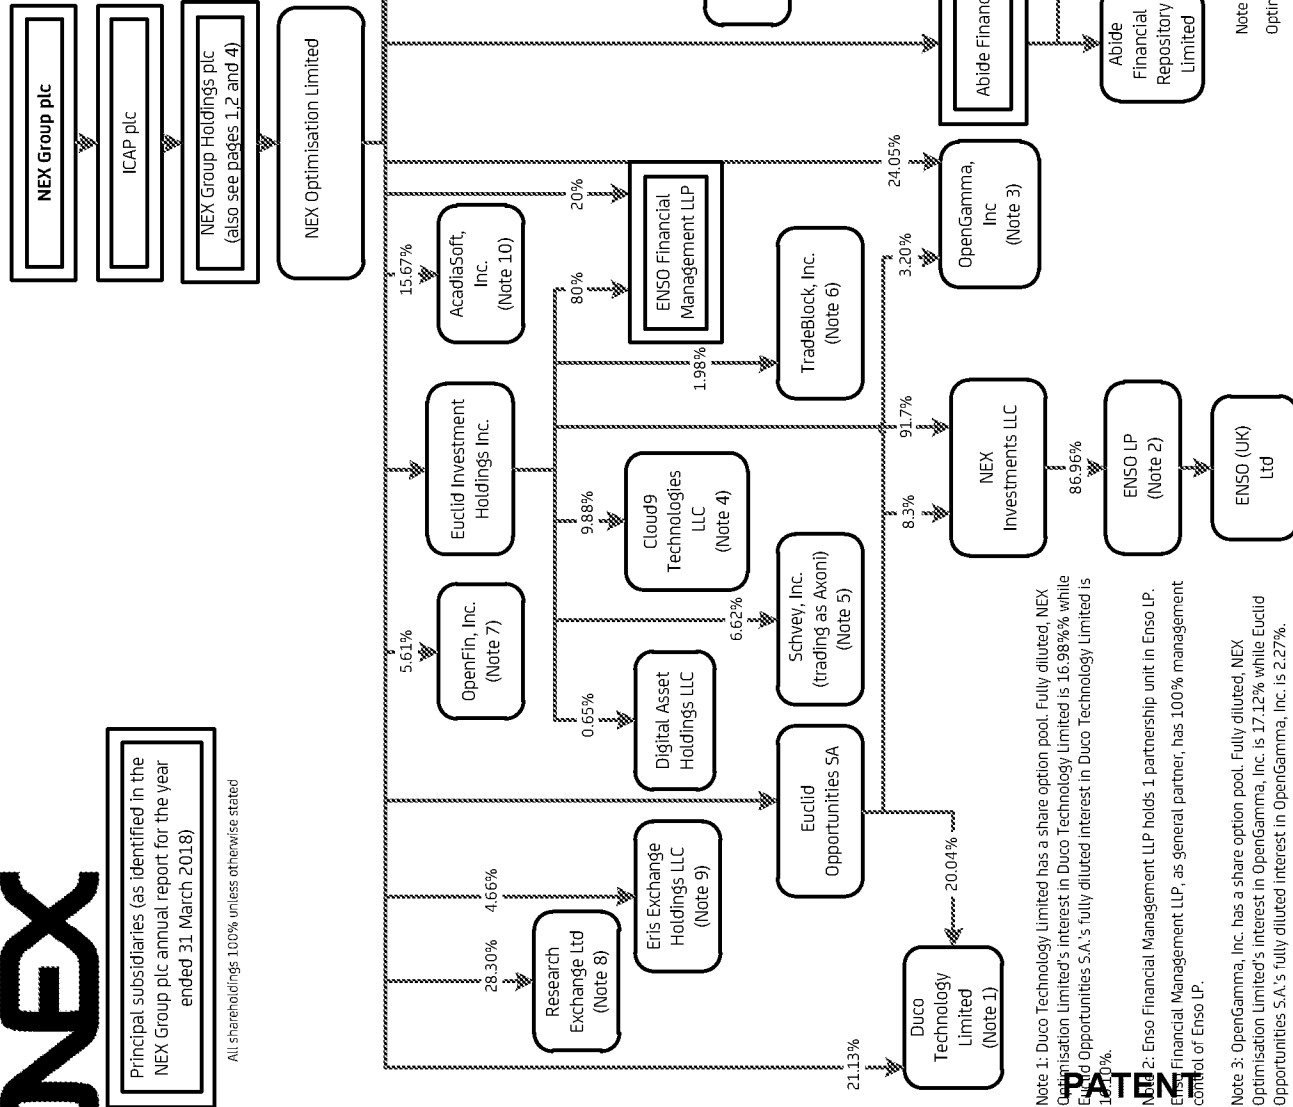 NEX
Principal subsidiaries (as identified in the
NEX Group plc annual report for the year
ended 31 March 2018)
All shareholdings 100% unless otherwise stated
NEX Group plc
ICAP plc
NEX Group Holdings plc
(also see pages 1,2 and 4)
NEX Optimisation Limited
21.13%
28.30%
4.66%
5.61%
15.67%
20%
24.05%
Research
Exchange Ltd
(Note 8)
Eris Exchange
Holdings LLC
(Note 9)
OpenFin, Inc.
(Note 7)
Euclid Investment
Holdings Inc.
AcadiaSoft,
Inc.
(Note 10)
0.65%
6.62%
9.88%
1.98%
80%
Digital Asset
Holdings LLC
Cloud9
Technologies
LLC
(Note 4)
ENSO Financial
Management LLP
Euclid
Opportunities SA
Schvey, Inc.
(trading as Axoni)
(Note 5)
TradeBlock, Inc.
(Note 6)
20.04%
8.3%
91.7%
3.20%
Duco
Technology
Limited
(Note 1)
NEX
Investments LLC
OpenGamma,
Inc
(Note 3)
Abide Financ
86.96%
ENSO LP
(Note 2)
Abide
Financial
Repository
Limited
ENSO (UK)
Ltd
Note 1: Duco Technology Limited has a share option pool. Fully diluted, NEX
Optimisation Limited's interest in Duco Technology Limited is 16.98%% while
Euclid Opportunities S.A.'s fully diluted interest in Duco Technology Limited is
Note 2: Enso Financial Management LLP holds 1 partnership unit in Enso LP.
Enso Financial Management LLP, as general partner, has 100% management
control of Enso LP.
Note 3: OpenGamma, Inc. has a share option pool. Fully diluted, NEX
Optimisation Limited's interest in OpenGamma, Inc. is 17.12% while Euclid
Opportunities S.A.'s fully diluted interest in OpenGamma, Inc. is 2.27%.
Note
Optin
PATENT